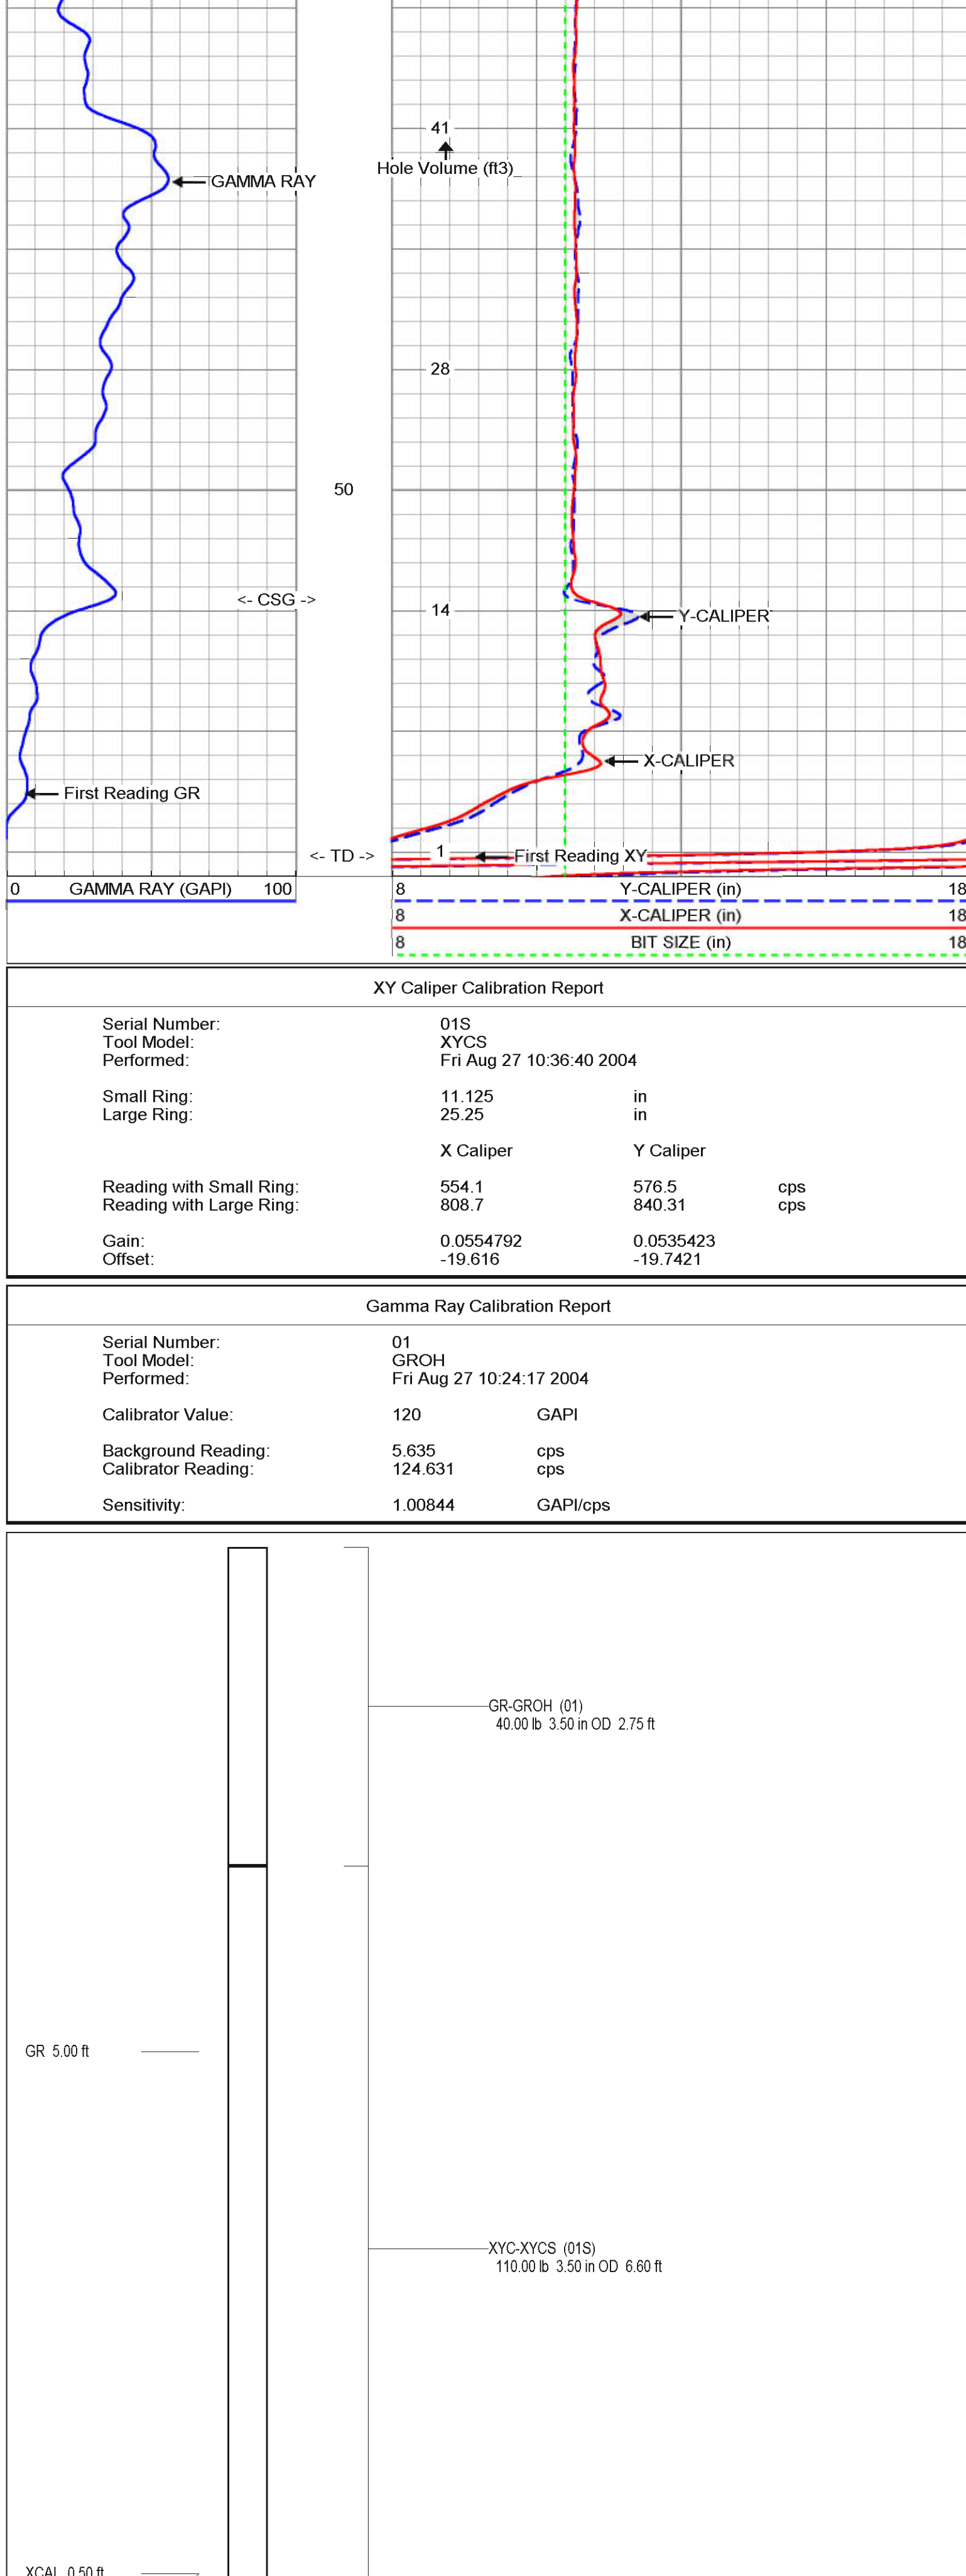 41
Hole Volume (ft3)
GAMMA RAY
28
50
<- CSG ->
14
Y-CALIPER
X-CALIPER
First Reading GR
<- TD ->
1
First Reading XY
0 GAMMA RAY (GAPI) 100
8 Y-CALIPER (in) 18
8 X-CALIPER (in) 18
8 BIT SIZE (in) 18
XY Caliper Calibration Report
Serial Number: 01S
Tool Model: XYCS
Performed: Fri Aug 27 10:36:40 2004
Small Ring: 11.125 in
Large Ring: 25.25 in
X Caliper Y Caliper
Reading with Small Ring: 554.1 576.5 cps
Reading with Large Ring: 808.7 840.31 cps
Gain: 0.0554792 0.0535423
Offset: -19.616 -19.7421
Gamma Ray Calibration Report
Serial Number: 01
Tool Model: GROH
Performed: Fri Aug 27 10:24:17 2004
Calibrator Value: 120 GAPI
Background Reading: 5.635 cps
Calibrator Reading: 124.631 cps
Sensitivity: 1.00844 GAPI/cps
GR-GROH (01)
40.00 lb 3.50 in OD 2.75 ft
GR 5.00 ft
XYC-XYCS (01S)
110.00 lb 3.50 in OD 6.60 ft
XCAL 0.50 ft